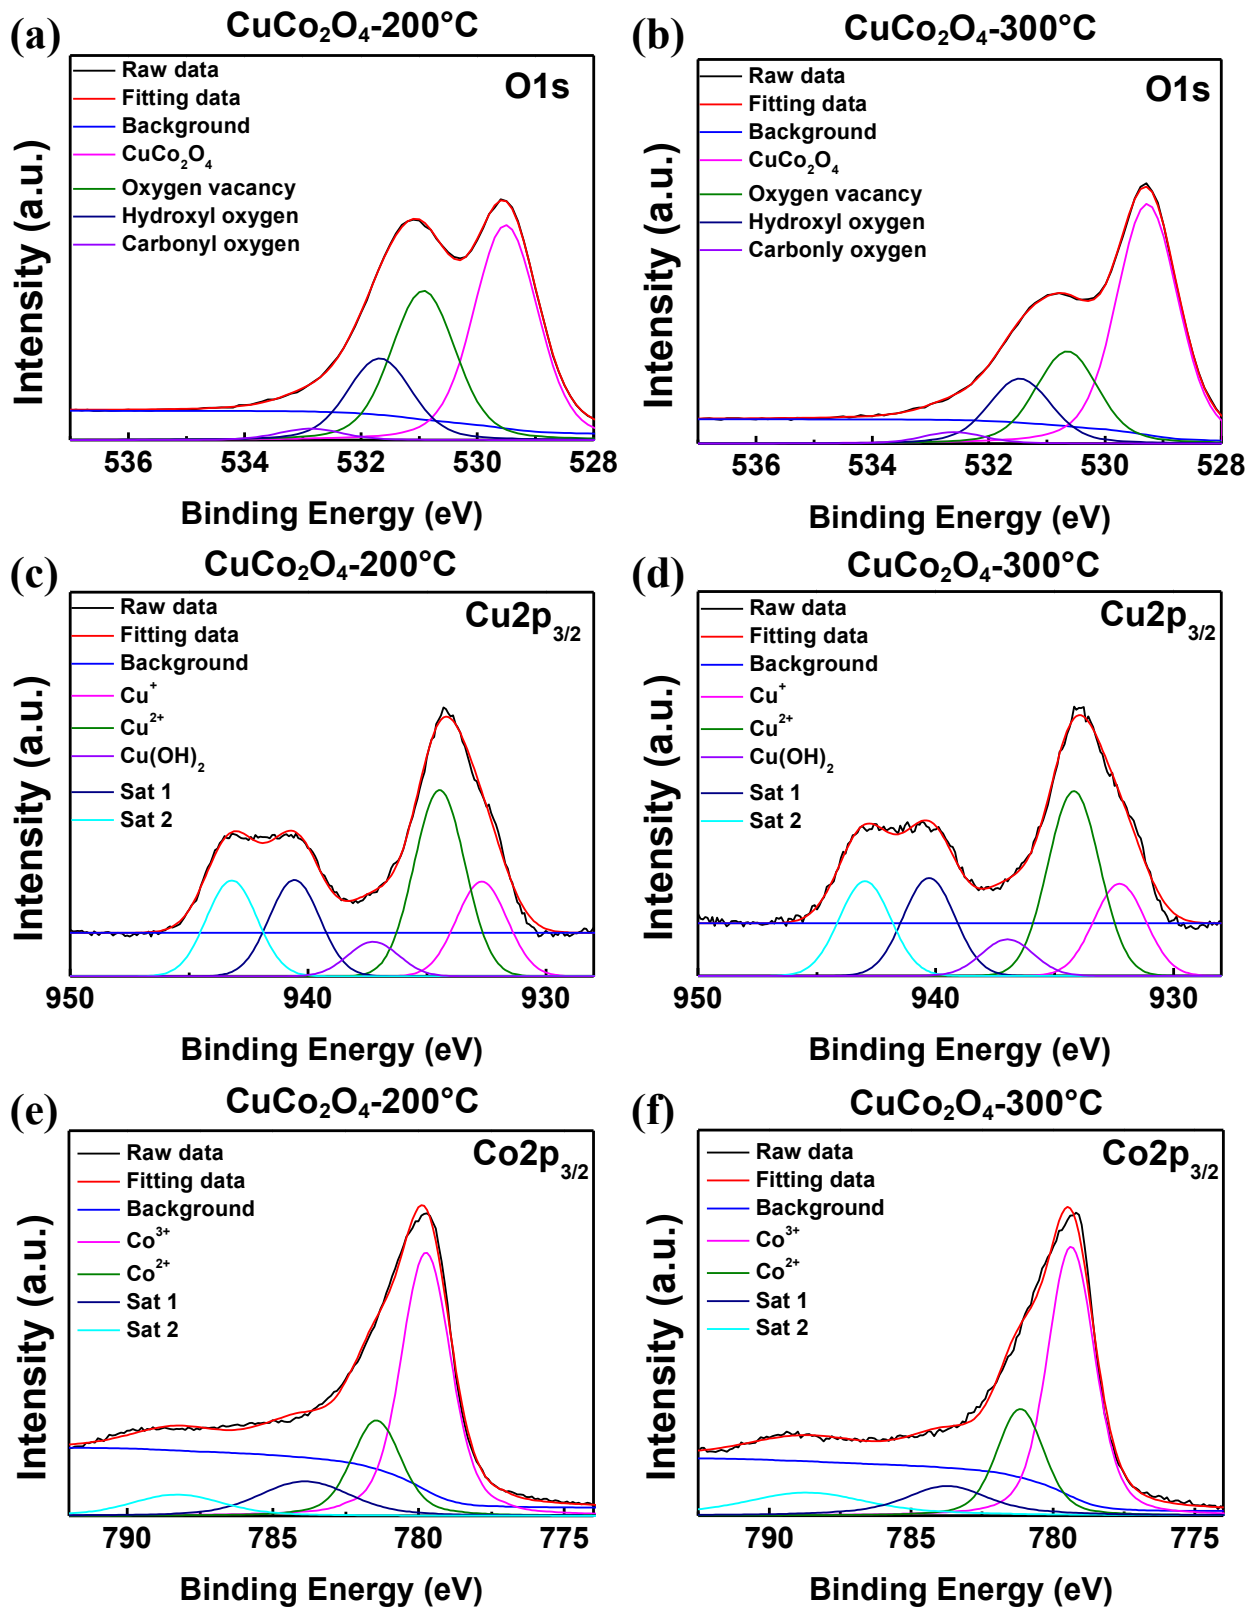 (a) CuCo₂O₄-200°C
Raw data
Fitting data
Background
CuCo₂O₄
Oxygen vacancy
Hydroxyl oxygen
Carbonyl oxygen
O1s
Intensity (a.u.)
536 534 532 530 528
Binding Energy (eV)
(b) CuCo₂O₄-300°C
Raw data
Fitting data
Background
CuCo₂O₄
Oxygen vacancy
Hydroxyl oxygen
Carbonly oxygen
O1s
Intensity (a.u.)
536 534 532 530 528
Binding Energy (eV)
(c) CuCo₂O₄-200°C
Raw data
Fitting data
Background
Cu⁺
Cu²⁺
Cu(OH)₂
Sat 1
Sat 2
Cu2p₃/₂
Intensity (a.u.)
950 940 930
Binding Energy (eV)
(d) CuCo₂O₄-300°C
Raw data
Fitting data
Background
Cu⁺
Cu²⁺
Cu(OH)₂
Sat 1
Sat 2
Cu2p₃/₂
Intensity (a.u.)
950 940 930
Binding Energy (eV)
(e) CuCo₂O₄-200°C
Raw data
Fitting data
Background
Co³⁺
Co²⁺
Sat 1
Sat 2
Co2p₃/₂
Intensity (a.u.)
790 785 780 775
Binding Energy (eV)
(f) CuCo₂O₄-300°C
Raw data
Fitting data
Background
Co³⁺
Co²⁺
Sat 1
Sat 2
Co2p₃/₂
Intensity (a.u.)
790 785 780 775
Binding Energy (eV)